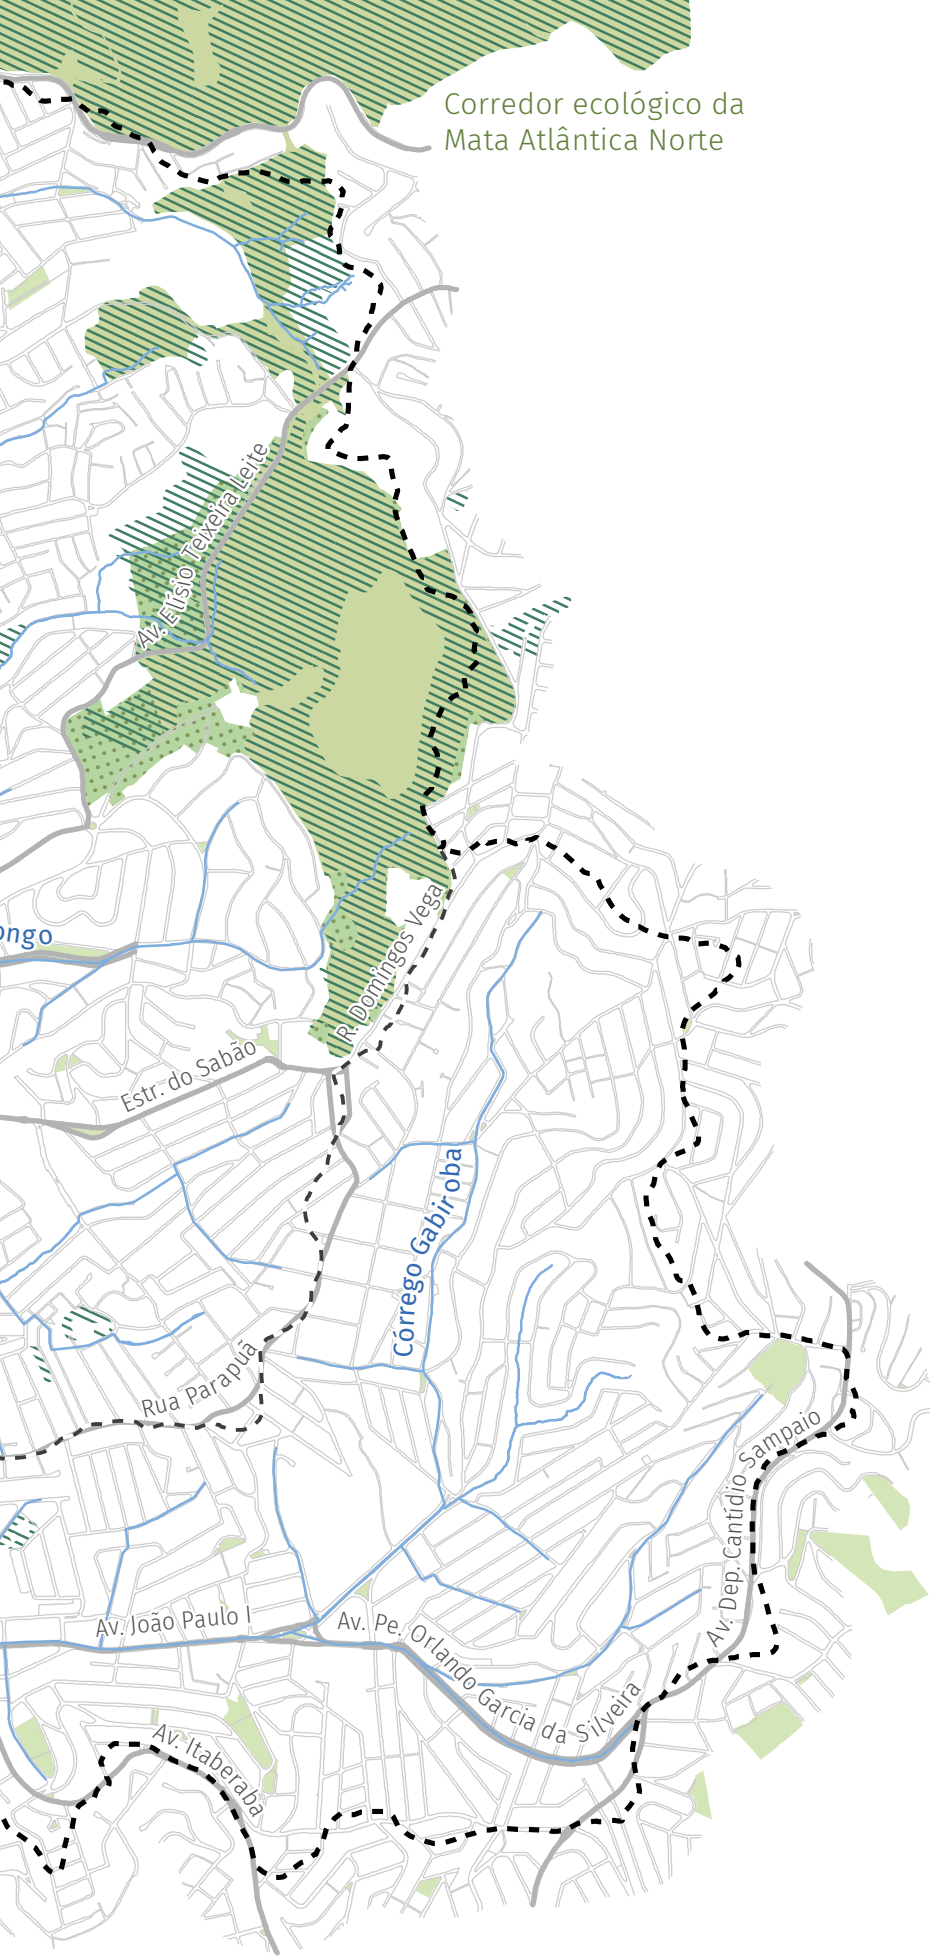 Corredor ecológico da
Mata Atlântica Norte
Av. Elísio Teixeira Leite
ongo
R. Domingos Vega
Estr. do Sabão
Córrego Gabiroba
Rua Parapuã
Av. Dep. Cantídio Sampaio
Av. João Paulo I
Av. Pe. Orlando Garcia da Silveira
Av. Itaberaba